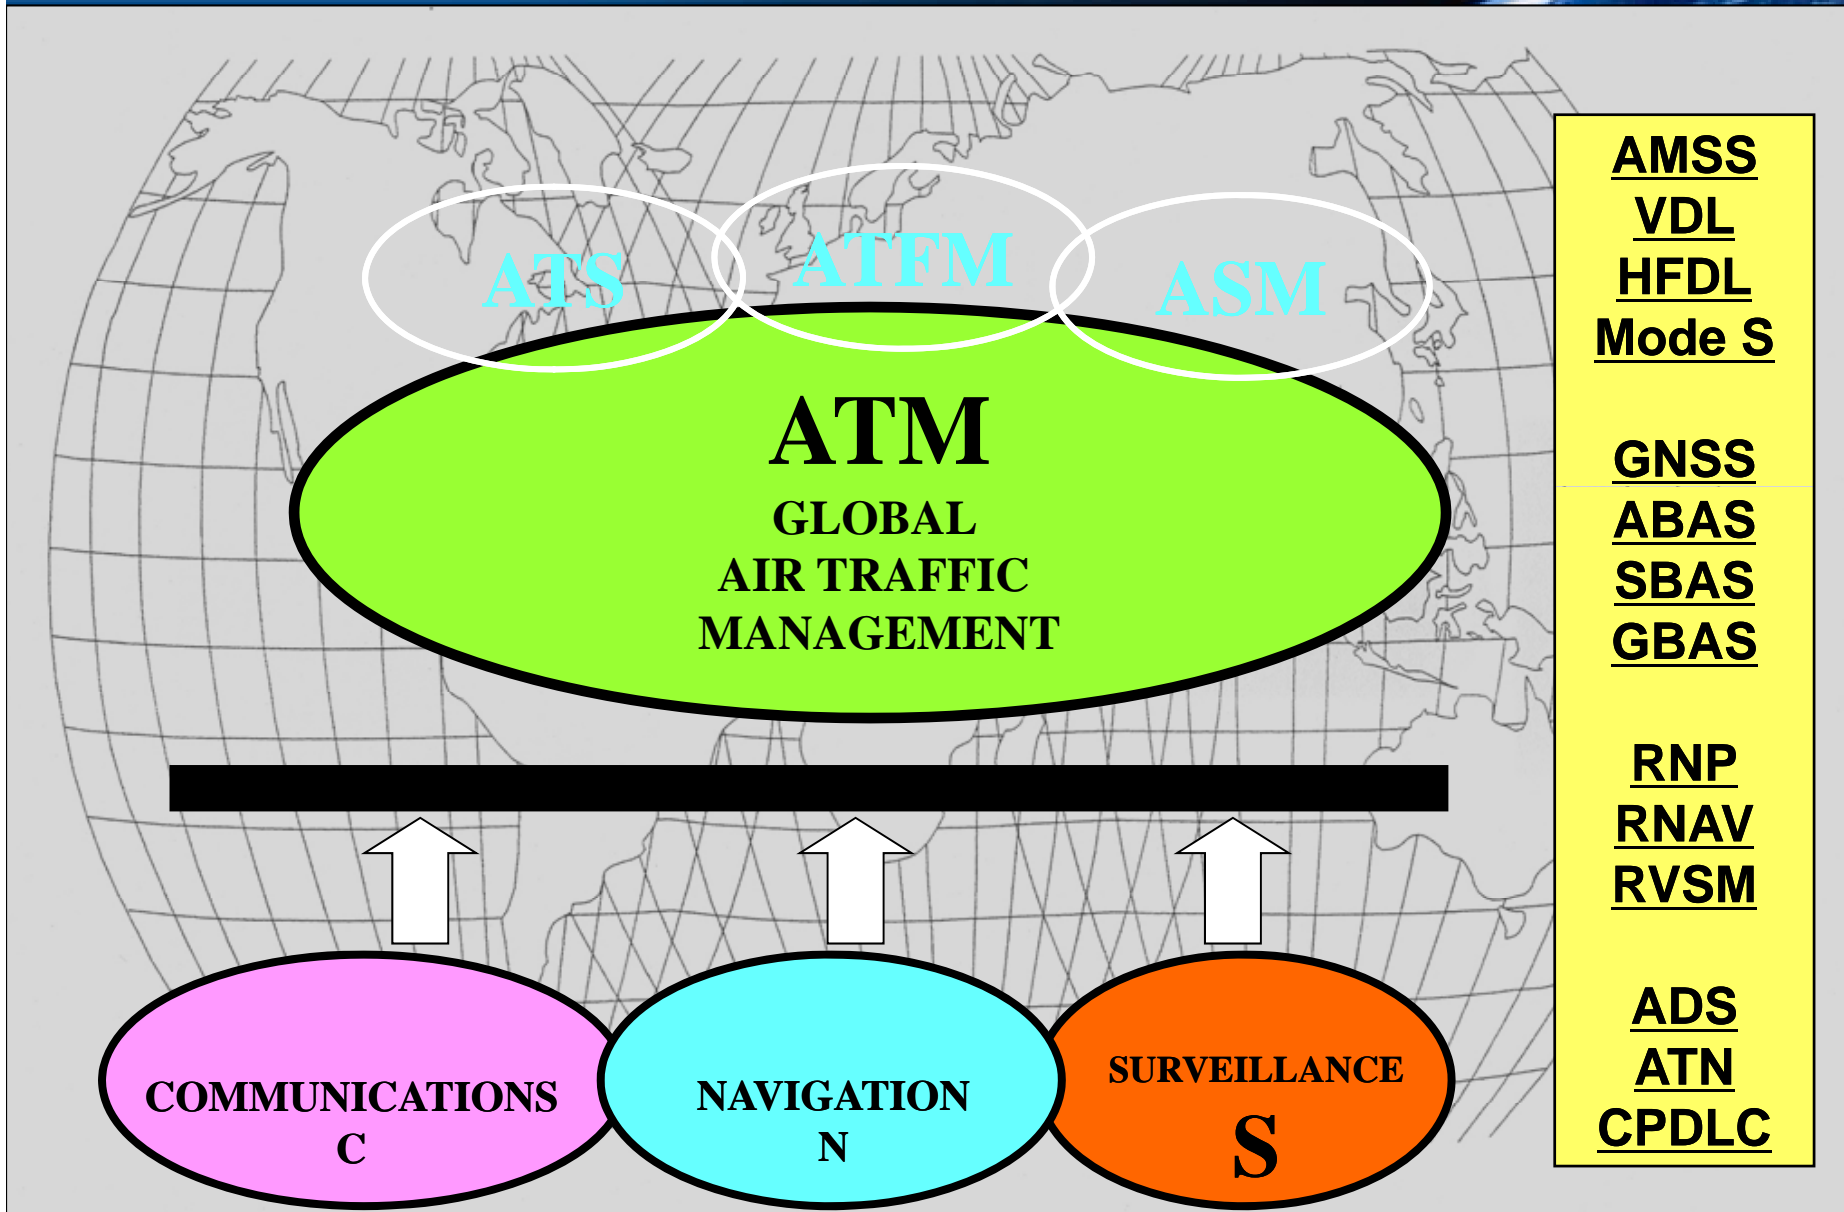 ATS
ATFM
ASM
ATM
GLOBAL
AIR TRAFFIC
MANAGEMENT
COMMUNICATIONS
C
NAVIGATION
N
SURVEILLANCE
S
AMSS
VDL
HFDL
Mode S
GNSS
ABAS
SBAS
GBAS
RNP
RNAV
RVSM
ADS
ATN
CPDLC